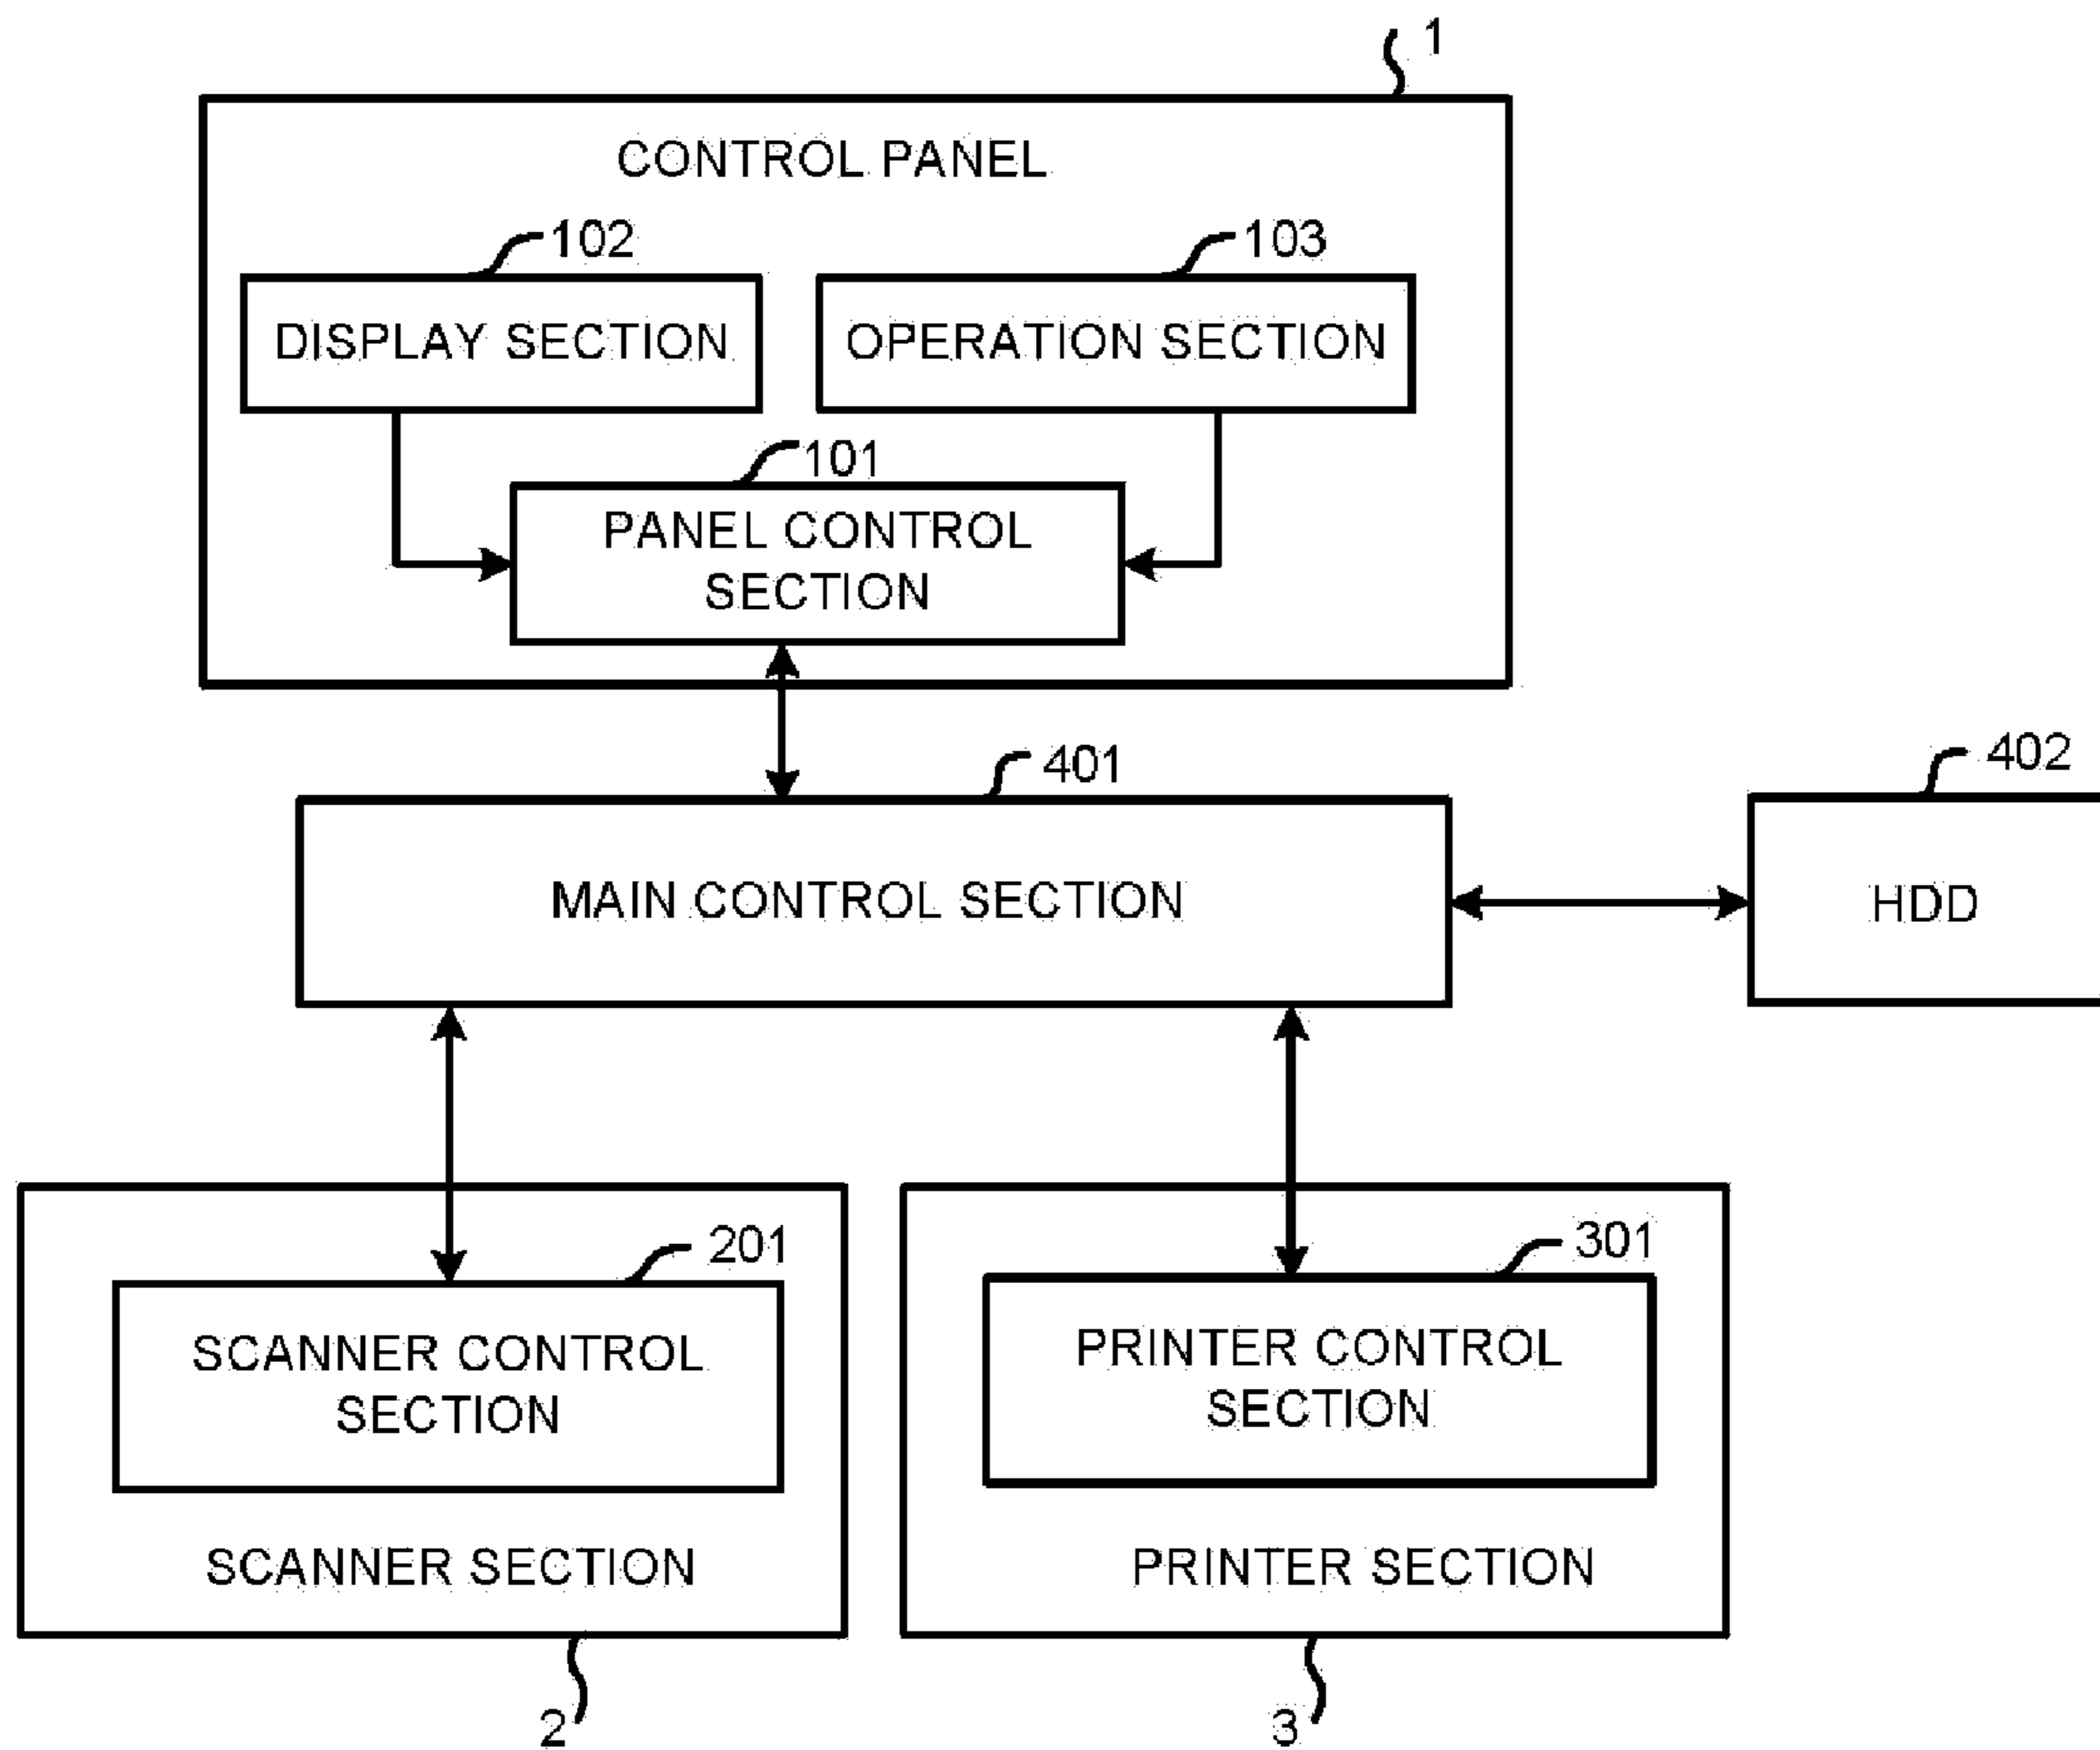 1
CONTROL PANEL
102
103
DISPLAY SECTION
OPERATION SECTION
101
PANEL CONTROL
SECTION
401
402
MAIN CONTROL SECTION
HDD
201
301
SCANNER CONTROL
SECTION
PRINTER CONTROL
SECTION
SCANNER SECTION
PRINTER SECTION
2
3